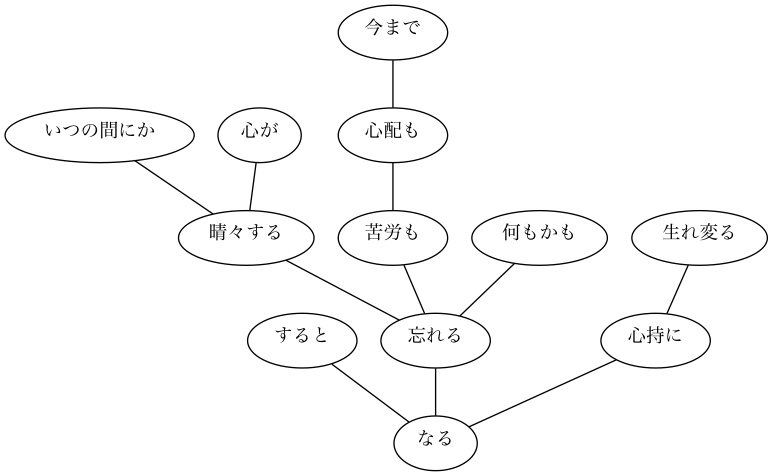 今まで
いつの間にか
心が
心配も
晴々する
苦労も
何もかも
生れ変る
すると
忘れる
心持に
なる